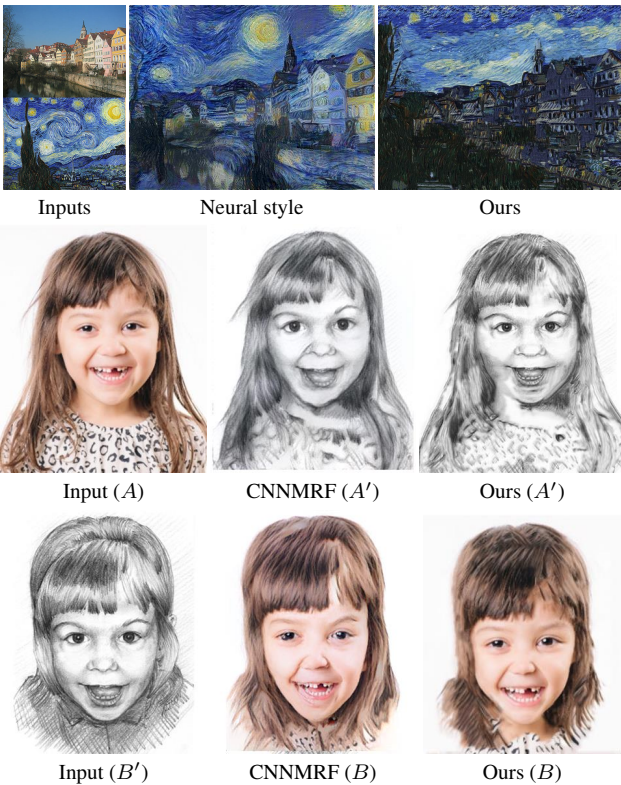 Inputs Neural style Ours
Input (A) CNNMRF (A′) Ours (A′)
Input (B′) CNNMRF (B) Ours (B)